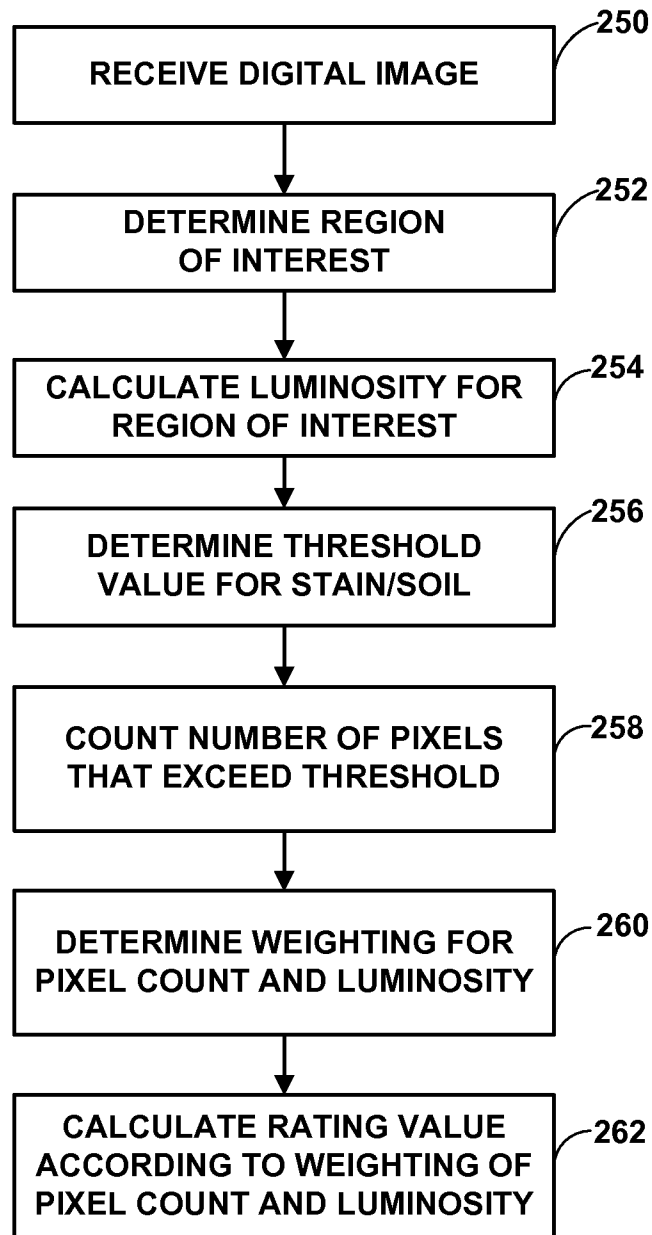 250
RECEIVE DIGITAL IMAGE
252
DETERMINE REGION
OF INTEREST
254
CALCULATE LUMINOSITY FOR
REGION OF INTEREST
256
DETERMINE THRESHOLD
VALUE FOR STAIN/SOIL
258
COUNT NUMBER OF PIXELS
THAT EXCEED THRESHOLD
260
DETERMINE WEIGHTING FOR
PIXEL COUNT AND LUMINOSITY
262
CALCULATE RATING VALUE
ACCORDING TO WEIGHTING OF
PIXEL COUNT AND LUMINOSITY